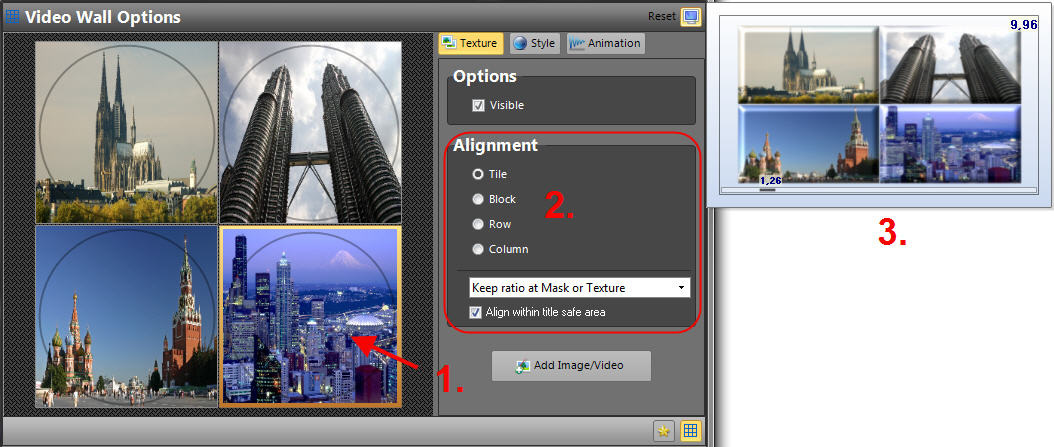 Video Wall Options
Reset
Texture
Style
Animation
Options
Visible
Alignment
Tile
Block
Row
Column
2.
Keep ratio at Mask or Texture
Align within title safe area
Add Image/Video
1.
9,96
1,26
3.